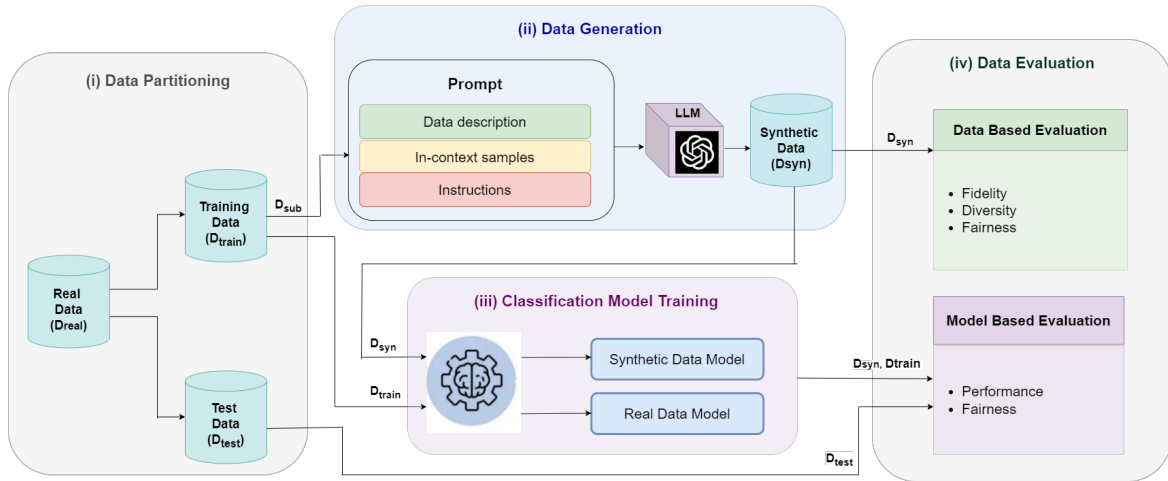 (i) Data Partitioning
Real
Data
(Dreal)
Training
Data
(Dtrain)
Test
Data
(Dtest)
Dsub
(ii) Data Generation
Prompt
Data description
In-context samples
Instructions
LLM
Synthetic
Data
(Dsyn)
Dsyn
(iii) Classification Model Training
Dsyn
Dtrain
Synthetic Data Model
Real Data Model
Dsyn, Dtrain
Dtest
(iv) Data Evaluation
Data Based Evaluation
• Fidelity
• Diversity
• Fairness
Model Based Evaluation
• Performance
• Fairness